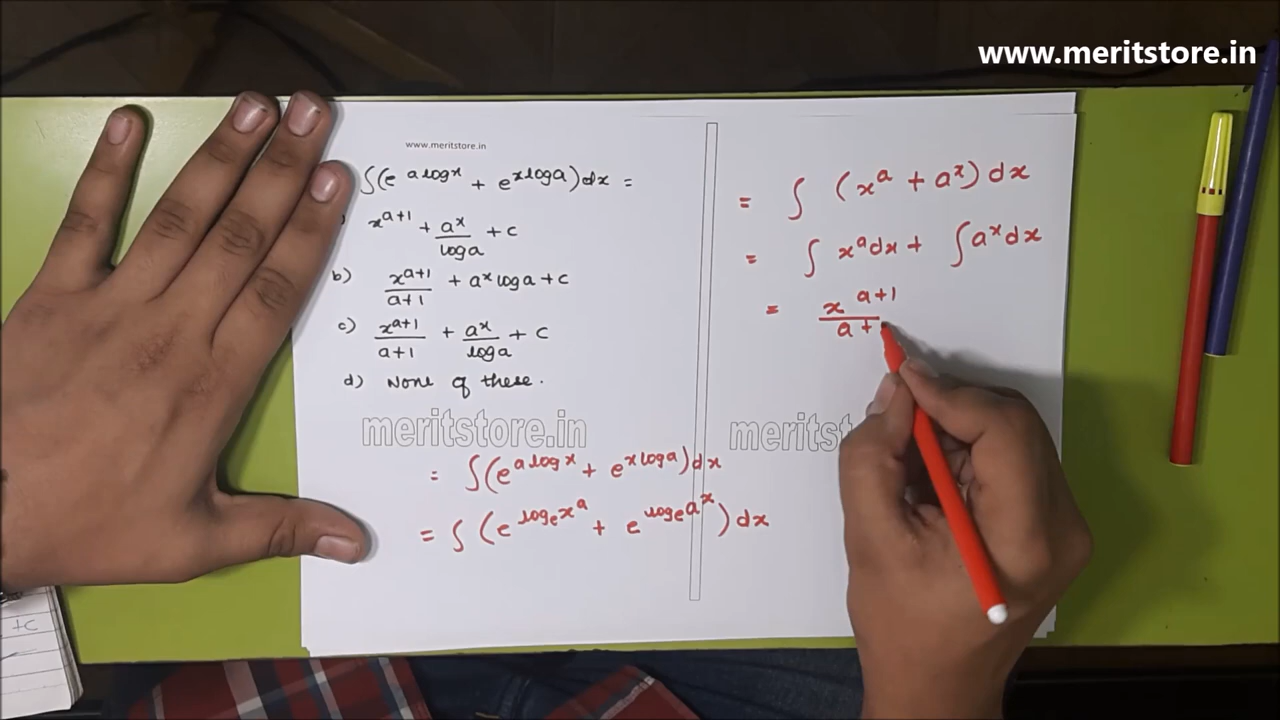 www.meritstore.in
www.meritstore.in
∫(e^{a log x} + e^{x log a})dx =
) x^{a+1} + a^x/log a + c
b) x^{a+1}/a+1 + a^x log a + c
c) x^{a+1}/a+1 + a^x/log a + c
d) None of these.
meritstore.in
= ∫(e^{a log x} + e^{x log a})dx
= ∫(e^{log_e x^a} + e^{log_e a^x})dx
= ∫ (x^a + a^x) dx
= ∫ x^a dx + ∫ a^x dx
= x^{a+1}/a+
merits
+c